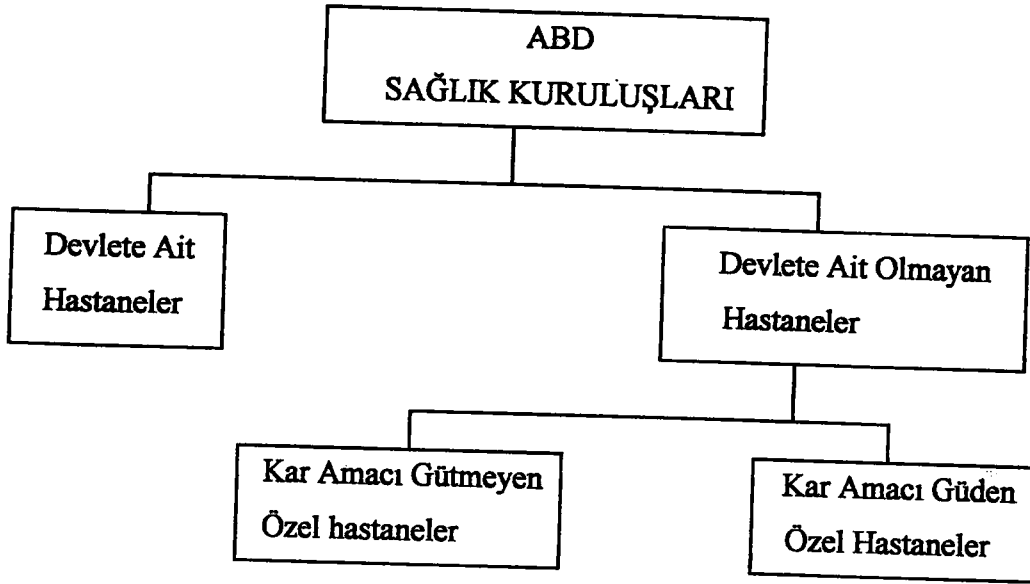 ABD
SAĞLIK KURULUŞLARI
Devlete Ait
Hastaneler
Devlete Ait Olmayan
Hastaneler
Kar Amacı Gütmeyen
Özel hastaneler
Kar Amacı Güden
Özel Hastaneler